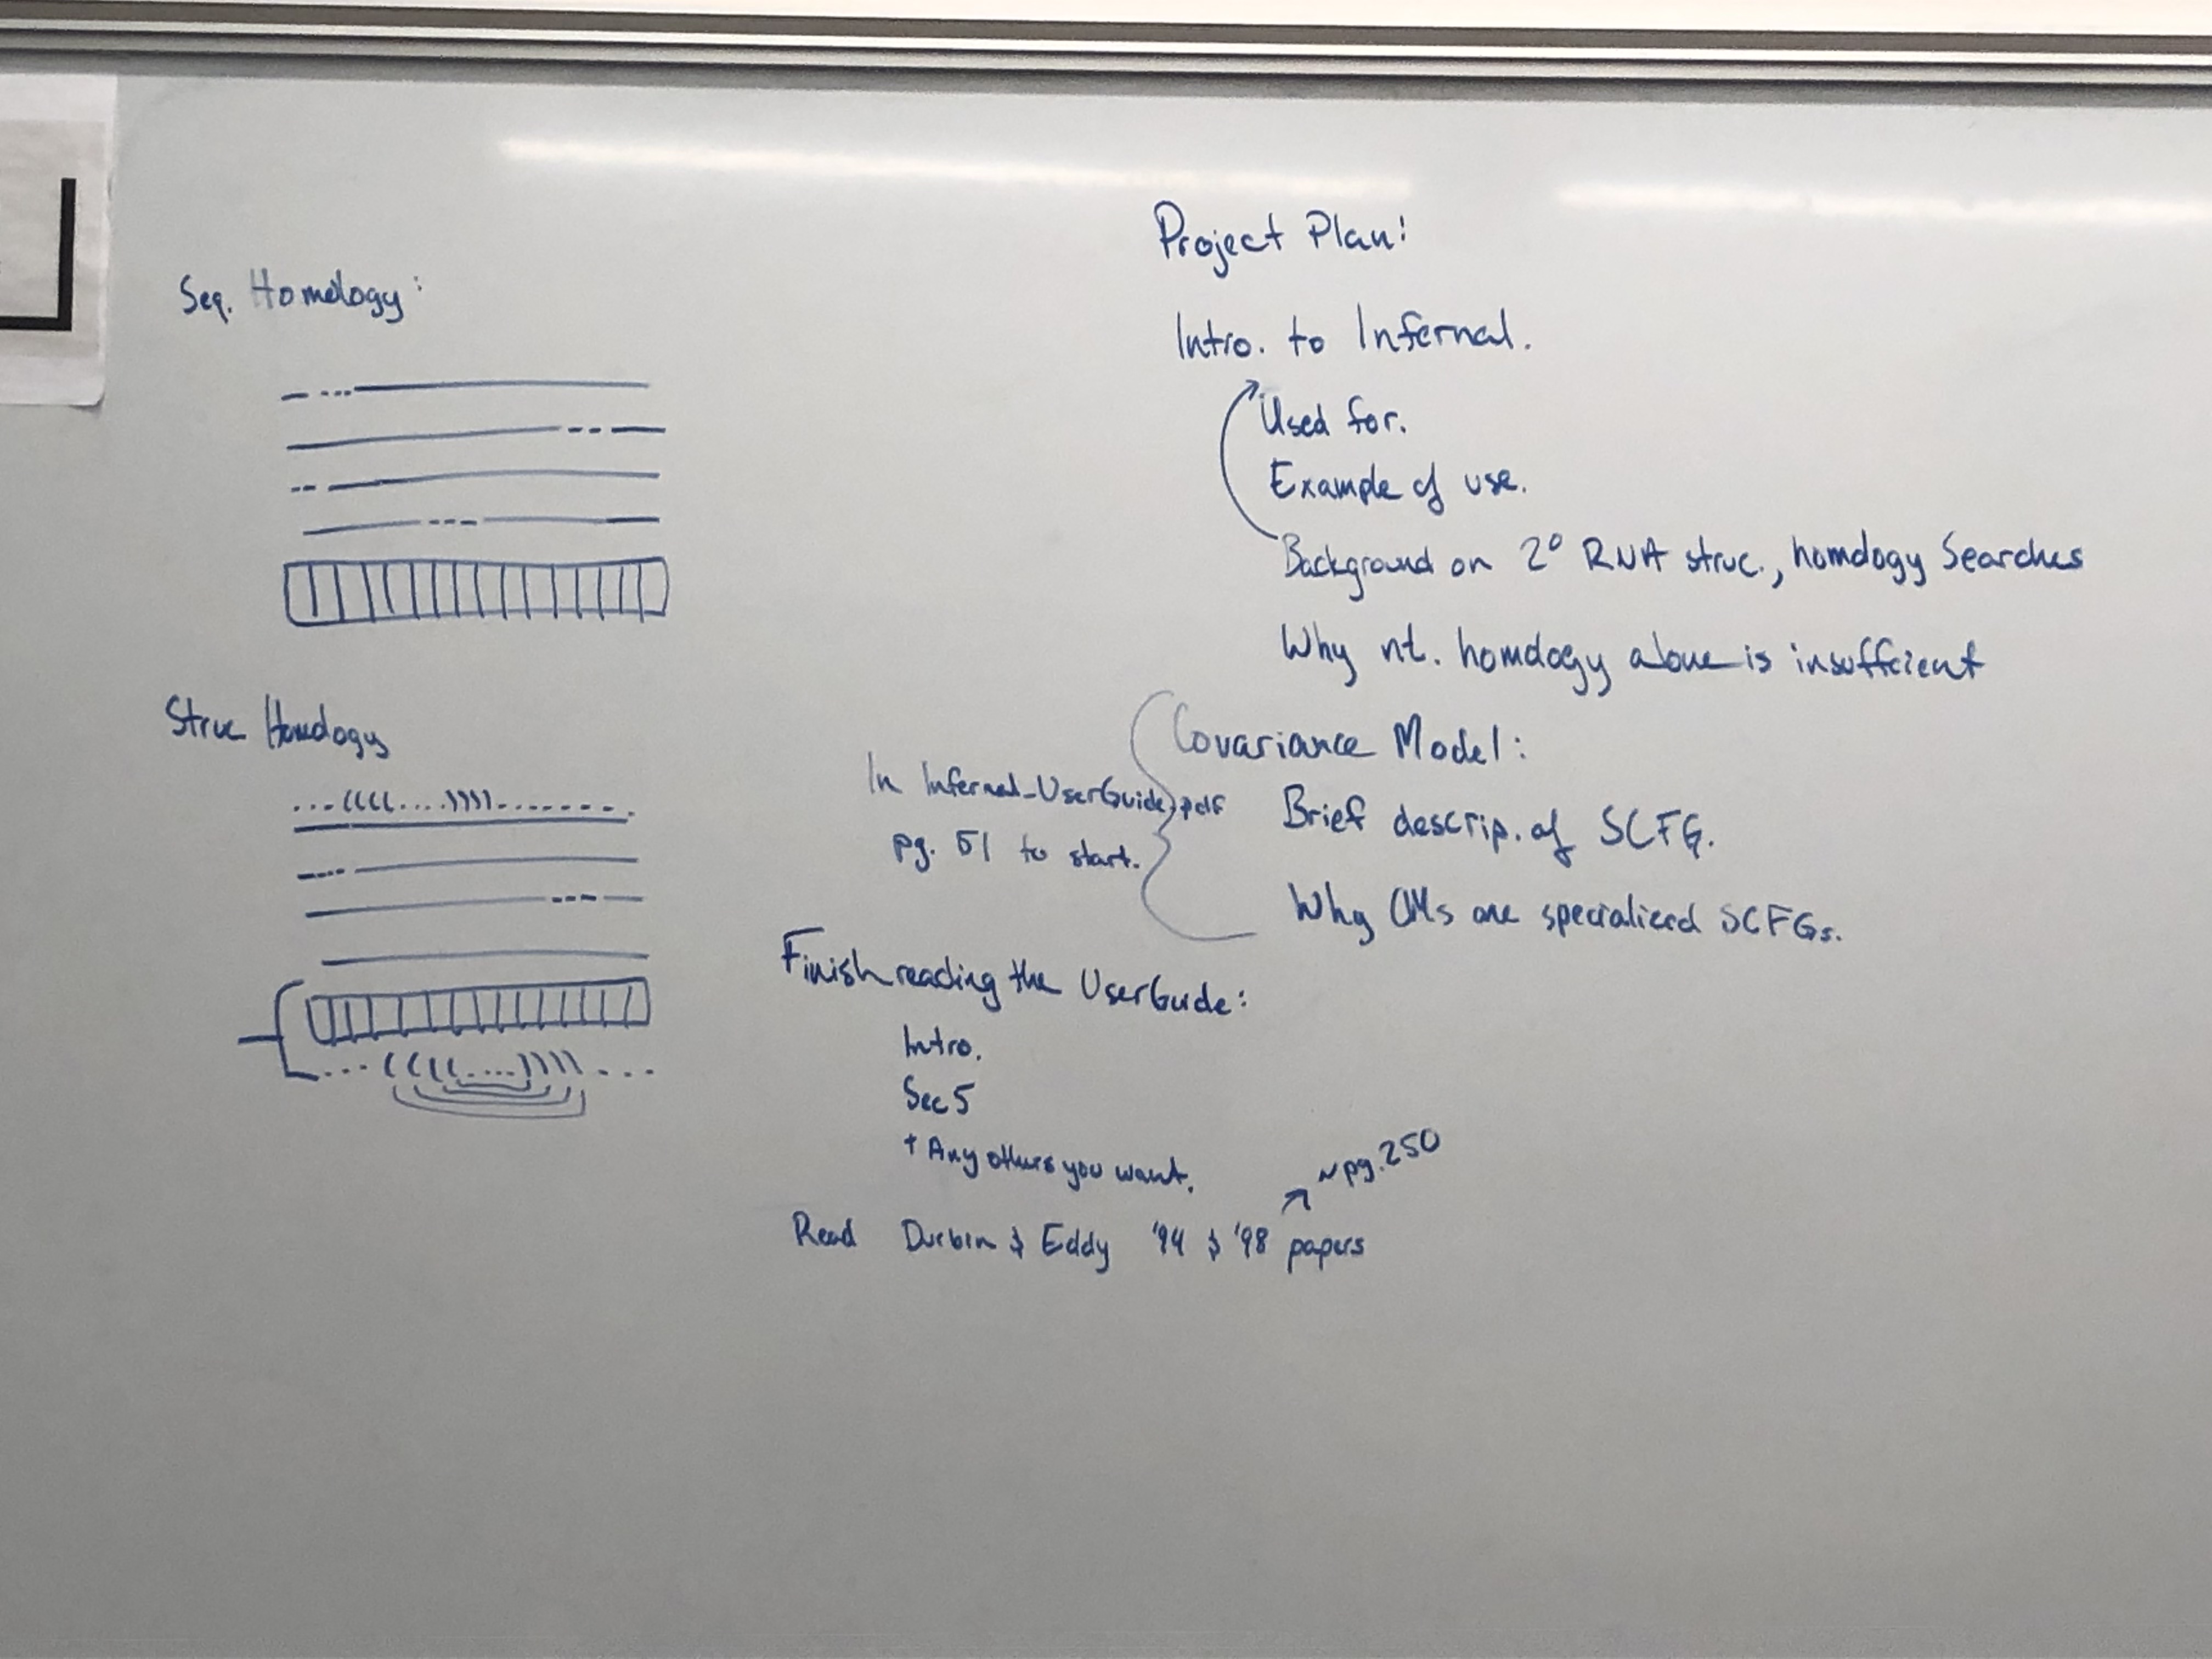 Seq. Homology:
Struc Homology
...((((....)))).......
...((((....))))...
Project Plan:
Intro. to Infernal.
Used for.
Example of use.
Background on 2° RNA struc., homology Searches
Why nt. homology alone is insufficient
Covariance Model:
In Infernal_UserGuide.pdf
pg. 51 to start.
Brief descrip. of SCFG.
Why CMs are specialized SCFGs.
Finish reading the UserGuide:
Intro.
Sec 5
+ Any others you want.
~pg. 250
Read Durbin & Eddy '94 & '98 papers